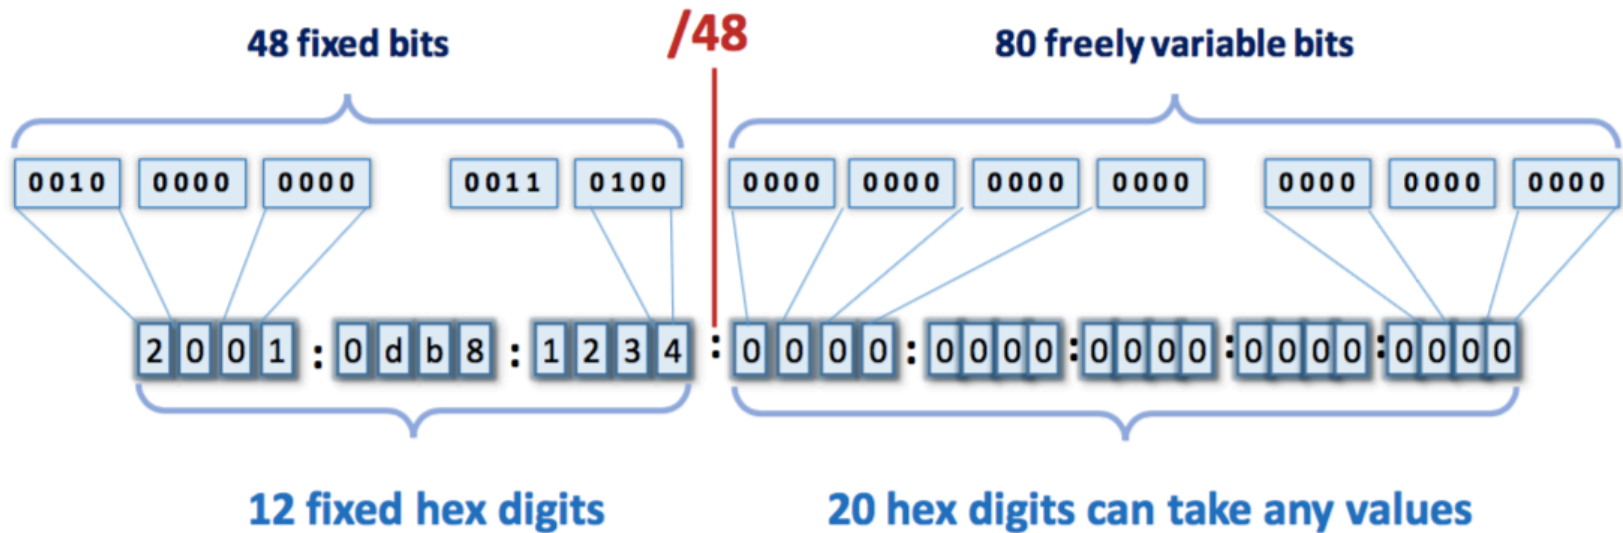 48 fixed bits /48 80 freely variable bits
0010 0000 0000 0011 0100 0000 0000 0000 0000 0000 0000 0000
2001:0db8:1234:0000:0000:0000:0000:0000
12 fixed hex digits 20 hex digits can take any values